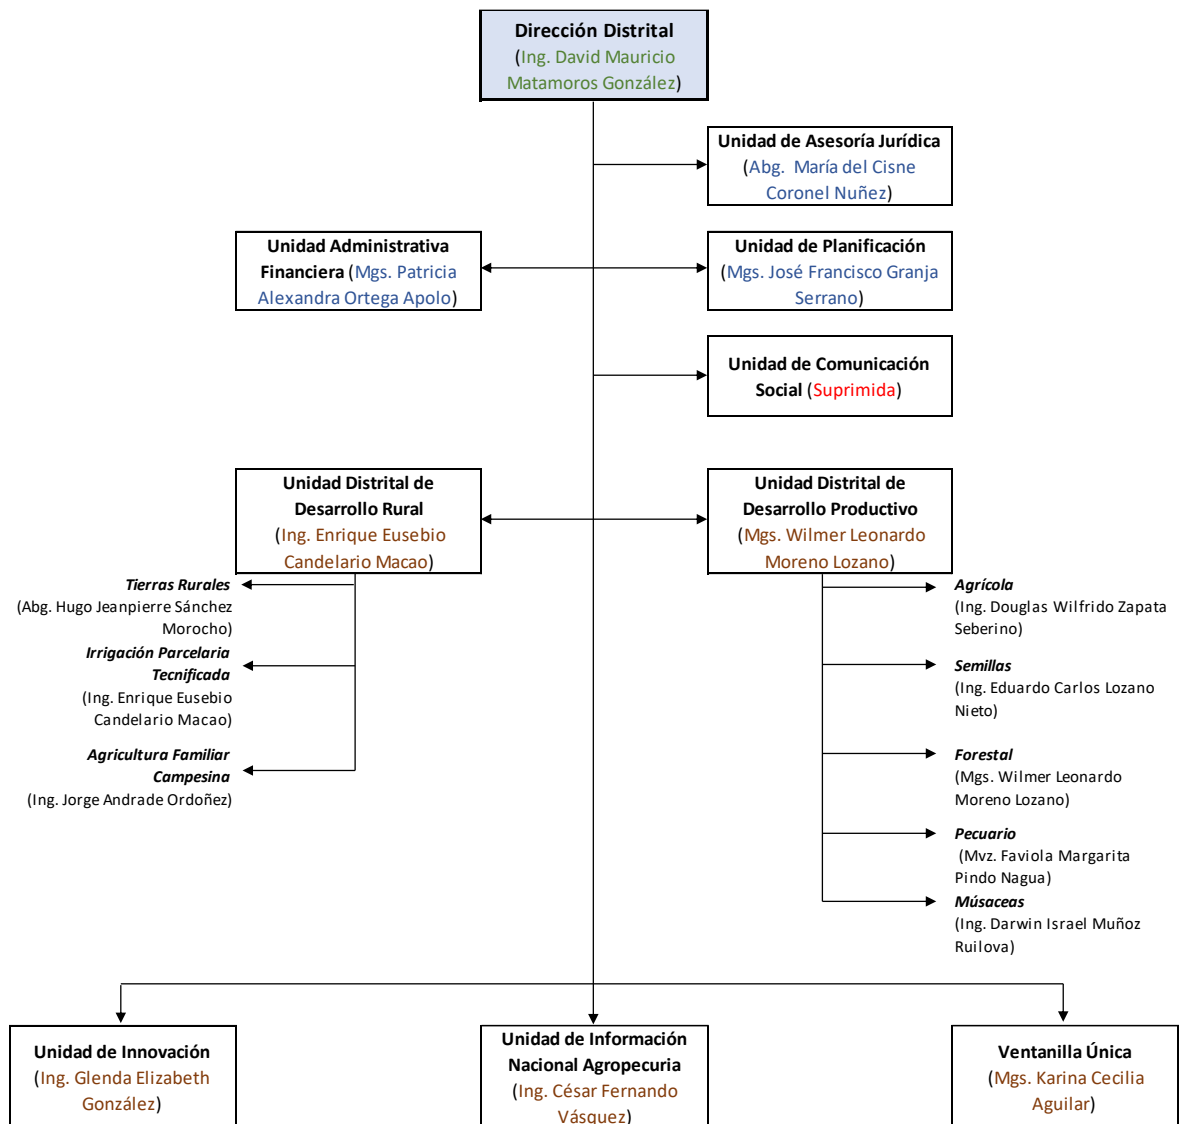 Dirección Distrital
(Ing. David Mauricio
Matamoros González)
Unidad de Asesoría Jurídica
(Abg. María del Cisne
Coronel Nuñez)
Unidad Administrativa
Financiera (Mgs. Patricia
Alexandra Ortega Apolo)
Unidad de Planificación
(Mgs. José Francisco Granja
Serrano)
Unidad de Comunicación
Social (Suprimida)
Unidad Distrital de
Desarrollo Rural
(Ing. Enrique Eusebio
Candelario Macao)
Unidad Distrital de
Desarrollo Productivo
(Mgs. Wilmer Leonardo
Moreno Lozano)
Tierras Rurales
(Abg. Hugo Jeanpierre Sánchez
Morocho)
Irrigación Parcelaria
Tecnificada
(Ing. Enrique Eusebio
Candelario Macao)
Agricultura Familiar
Campesina
(Ing. Jorge Andrade Ordoñez)
Agrícola
(Ing. Douglas Wilfrido Zapata
Seberino)
Semillas
(Ing. Eduardo Carlos Lozano
Nieto)
Forestal
(Mgs. Wilmer Leonardo
Moreno Lozano)
Pecuario
(Mvz. Faviola Margarita
Pindo Nagua)
Músaceas
(Ing. Darwin Israel Muñoz
Ruilova)
Unidad de Innovación
(Ing. Glenda Elizabeth
González)
Unidad de Información
Nacional Agropecuria
(Ing. César Fernando
Vásquez)
Ventanilla Única
(Mgs. Karina Cecilia
Aguilar)